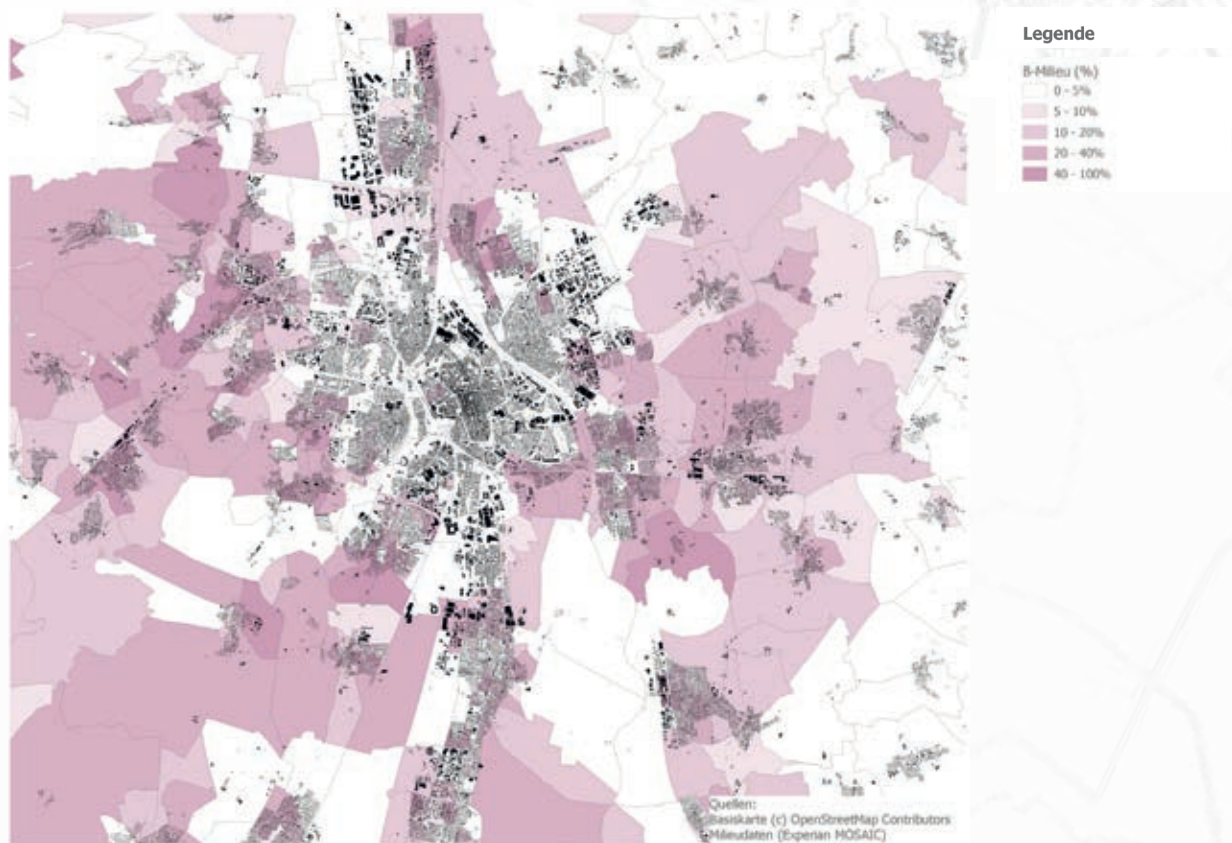 Legende
B-Milieu (%)
0 - 5%
5 - 10%
10 - 20%
20 - 40%
40 - 100%
Quellen:
Basiskarte (c) OpenStreetMap Contributors
Milieudaten (Experian MOSAIC)